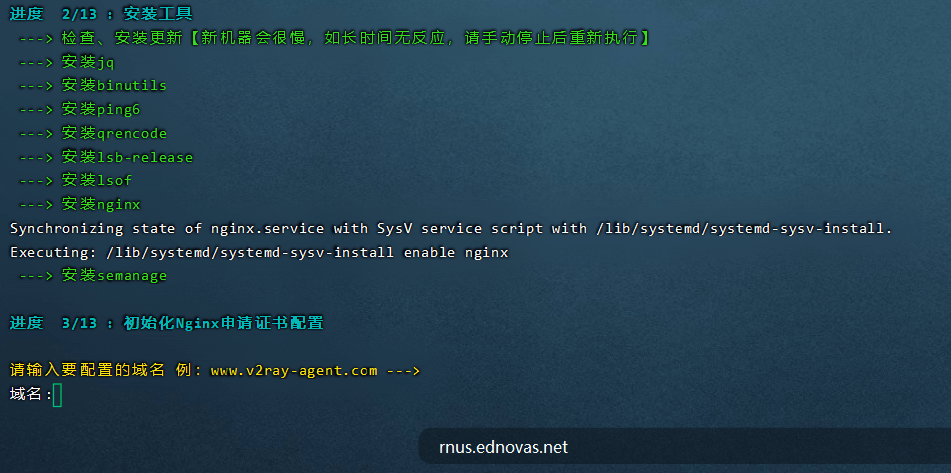 进度  2/13 : 安装工具
---> 检查、安装更新【新机器会很慢，如长时间无反应，请手动停止后重新执行】
---> 安装jq
---> 安装binutils
---> 安装ping6
---> 安装qrencode
---> 安装lsb-release
---> 安装lsof
---> 安装nginx
Synchronizing state of nginx.service with SysV service script with /lib/systemd/systemd-sysv-install.
Executing: /lib/systemd/systemd-sysv-install enable nginx
---> 安装semanage
进度  3/13 : 初始化Nginx申请证书配置
请输入要配置的域名 例: www.v2ray-agent.com --->
域名:
rnus.ednovas.net